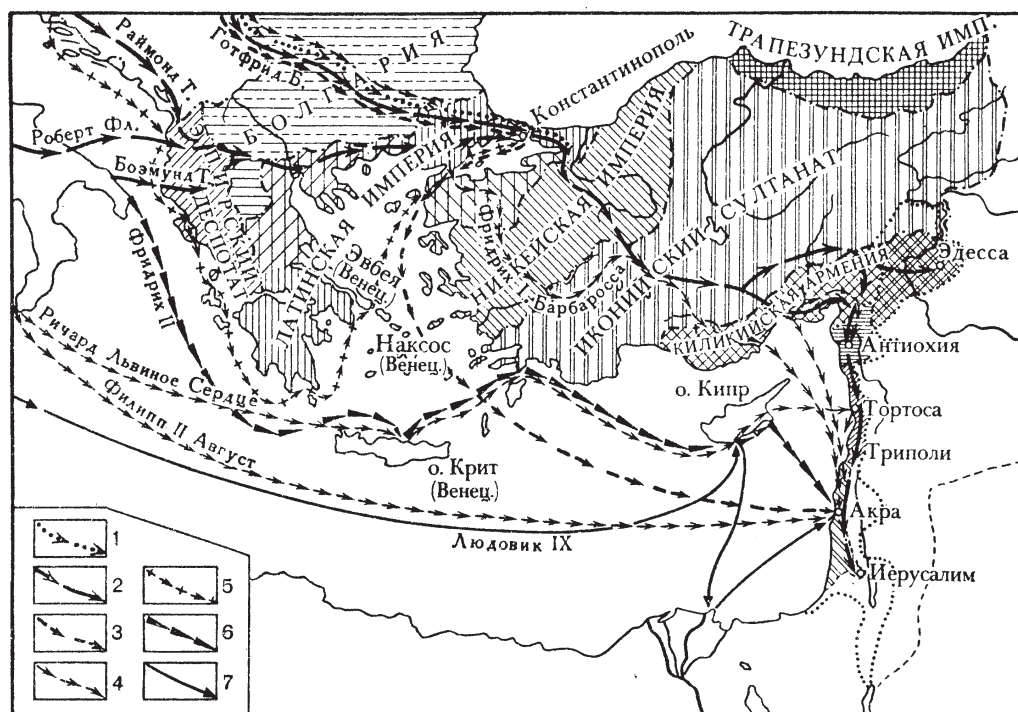 Раймонд Т.
Готфрид Б.
БОЛГАРИЯ
Константинополь
ТРАПЕЗУНДСКАЯ ИМП.
Роберт Фл.
Боэмунд Т.
ЭПИРСКИЙ
ДЕСПОТАТ
ЛАТИНСКАЯ ИМПЕРИЯ
НИКЕЙСКАЯ ИМПЕРИЯ
ИКОНИЙСКИЙ СУЛТАНАТ
Фридрих II
Фридрих I
Барбаросса
Эвбея
(Венец.)
КИЛИКИЙСКАЯ АРМЕНИЯ
Эдесса
Наксос
(Венец.)
Антиохия
Ричард Львиное Сердце
Филипп II Август
о. Кипр
Тортоса
Триполи
о. Крит
(Венец.)
Акра
Людовик IX
Иерусалим
1
2
3
4
5
6
7